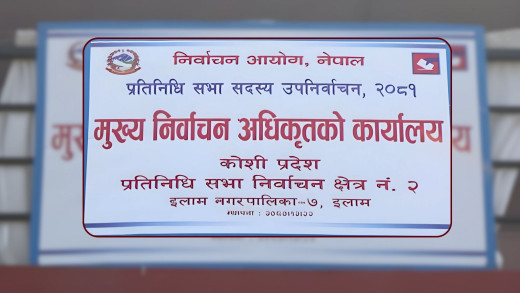 निर्वाचन आयोग, नेपाल
प्रतिनिधि सभा सदस्य उपनिर्वाचन, २०८१
मुख्य निर्वाचन अधिकृतको कार्यालय
कोशी प्रदेश
प्रतिनिधि सभा निर्वाचन क्षेत्र नं. २
इलाम नगरपालिका-७, इलाम
स्थापना :